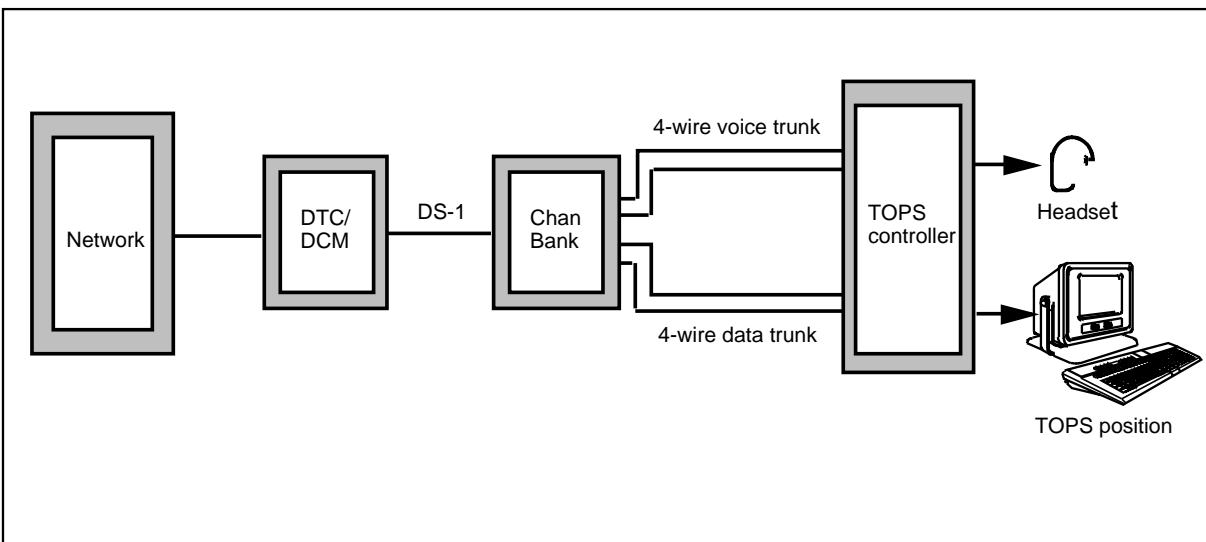 Network
DTC/
DCM
DS-1
Chan
Bank
4-wire voice trunk
4-wire data trunk
TOPS
controller
Headset
TOPS position